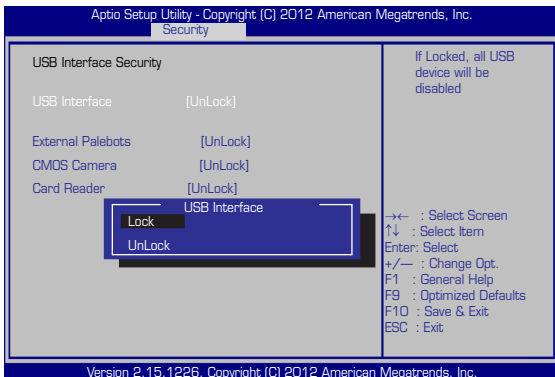 Aptio Setup Utility - Copyright (C) 2012 American Megatrends, Inc.
Security
USB Interface Security
USB Interface [UnLock]
External Palebots [UnLock]
CMOS Camera [UnLock]
Card Reader [UnLock]
USB Interface
Lock
UnLock
If Locked, all USB
device will be
disabled
→← : Select Screen
↑↓ : Select Item
Enter: Select
+/— : Change Opt.
F1 : General Help
F9 : Optimized Defaults
F10 : Save & Exit
ESC : Exit
Version 2.15.1226. Copyright (C) 2012 American Megatrends, Inc.